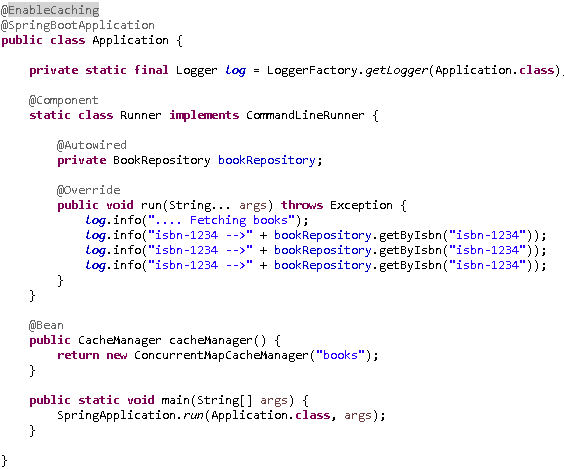 @EnableCaching
@SpringBootApplication
public class Application {
private static final Logger log = LoggerFactory.getLogger(Application.class)
@Component
static class Runner implements CommandLineRunner {
@Autowired
private BookRepository bookRepository;
@Override
public void run(String... args) throws Exception {
log.info(".... Fetching books");
log.info("isbn-1234 -->" + bookRepository.getByIsbn("isbn-1234"));
log.info("isbn-1234 -->" + bookRepository.getByIsbn("isbn-1234"));
log.info("isbn-1234 -->" + bookRepository.getByIsbn("isbn-1234"));
}
}
@Bean
public CacheManager cacheManager() {
return new ConcurrentMapCacheManager("books");
}
public static void main(String[] args) {
SpringApplication.run(Application.class, args);
}
}